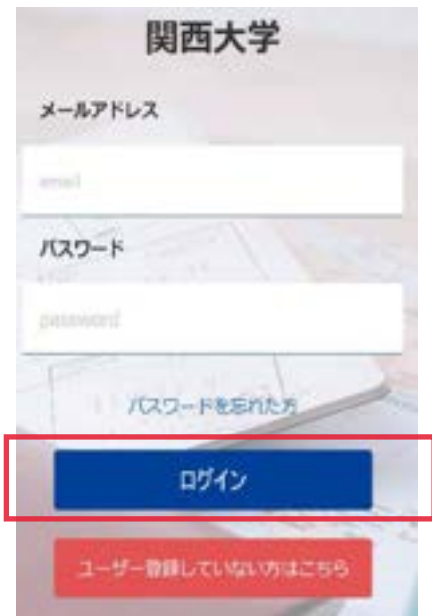 関西大学
メールアドレス
email
パスワード
password
パスワードを忘れた方
ログイン
ユーザー登録していない方はこちら